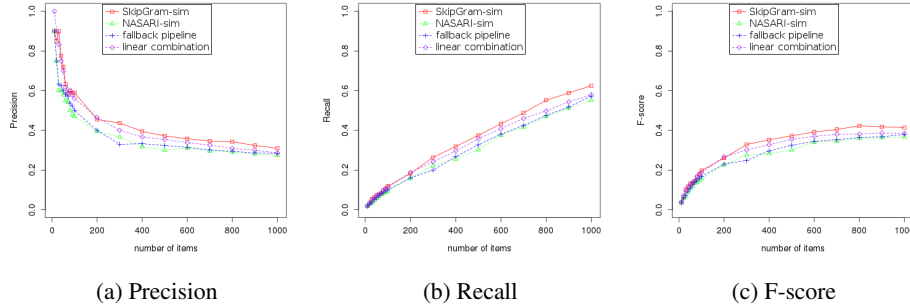 SkipGram-sim
NASARI-sim
fallback pipeline
linear combination
Precision
1.0
0.8
0.6
0.4
0.2
0.0
0 200 400 600 800 1000
number of items
(a) Precision
SkipGram-sim
NASARI-sim
fallback pipeline
linear combination
Recall
1.0
0.8
0.6
0.4
0.2
0.0
0 200 400 600 800 1000
number of items
(b) Recall
SkipGram-sim
NASARI-sim
fallback pipeline
linear combination
F-score
1.0
0.8
0.6
0.4
0.2
0.0
0 200 400 600 800 1000
number of items
(c) F-score